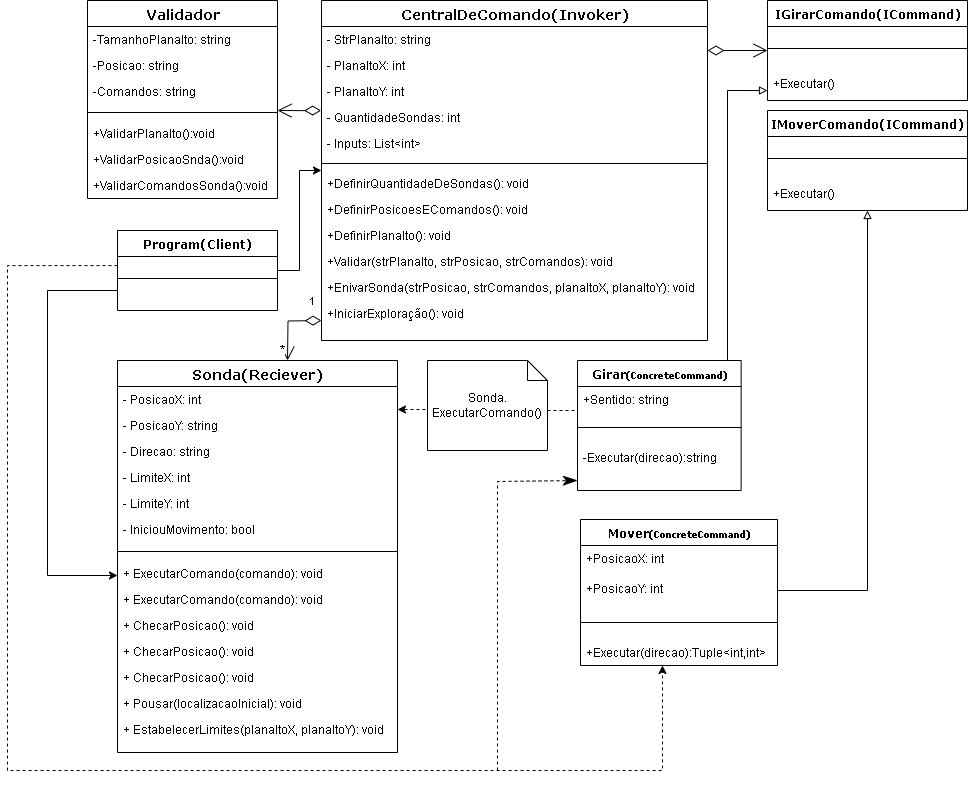 Validador
-TamanhoPlanalto: string
-Posicao: string
-Comandos: string
+ValidarPlanalto():void
+ValidarPosicaoSnda():void
+ValidarComandosSonda():void
CentralDeComando(Invoker)
- StrPlanalto: string
- PlanaltoX: int
- PlanaltoY: int
- QuantidadeSondas: int
- Inputs: List<int>
+DefinirQuantidadeDeSondas(): void
+DefinirPosicoesEComandos(): void
+DefinirPlanalto(): void
+Validar(strPlanalto, strPosicao, strComandos): void
+EnivarSonda(strPosicao, strComandos, planaltoX, planaltoY): void
+IniciarExploração(): void
IGirarComando(ICommand)
+Executar()
IMoverComando(ICommand)
+Executar()
Program(Client)
1
*
Sonda(Reciever)
- PosicaoX: int
- PosicaoY: string
- Direcao: string
- LimiteX: int
- LimiteY: int
- IniciouMovimento: bool
+ ExecutarComando(comando): void
+ ExecutarComando(comando): void
+ ChecarPosicao(): void
+ ChecarPosicao(): void
+ ChecarPosicao(): void
+ Pousar(localizacaoInicial): void
+ EstabelecerLimites(planaltoX, planaltoY): void
Sonda.
ExecutarComando()
Girar(ConcreteCommand)
+Sentido: string
-Executar(direcao):string
Mover(ConcreteCommand)
+PosicaoX: int
+PosicaoY: int
+Executar(direcao):Tuple<int,int>